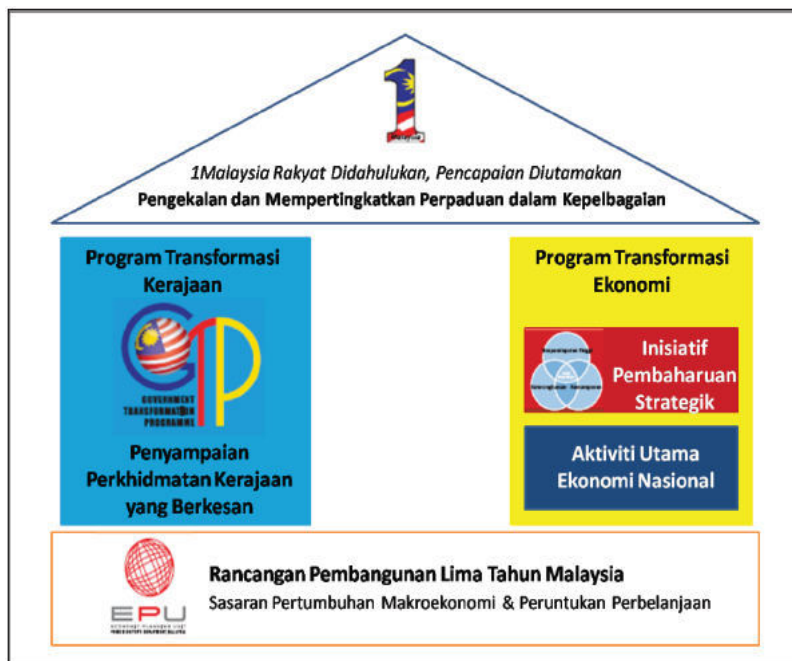 1Malaysia Rakyat Didahulukan, Pencapaian Diutamakan
Pengekalan dan Mempertingkatkan Perpaduan dalam Kepelbagaian
Program Transformasi
Kerajaan
GTP
GOVERNMENT
TRANSFORMATION
PROGRAMME
Penyampaian
Perkhidmatan Kerajaan
yang Berkesan
Program Transformasi
Ekonomi
Inisiatif
Pembaharuan
Strategik
Aktiviti Utama
Ekonomi Nasional
EPU
Rancangan Pembangunan Lima Tahun Malaysia
Sasaran Pertumbuhan Makroekonomi & Peruntukan Perbelanjaan